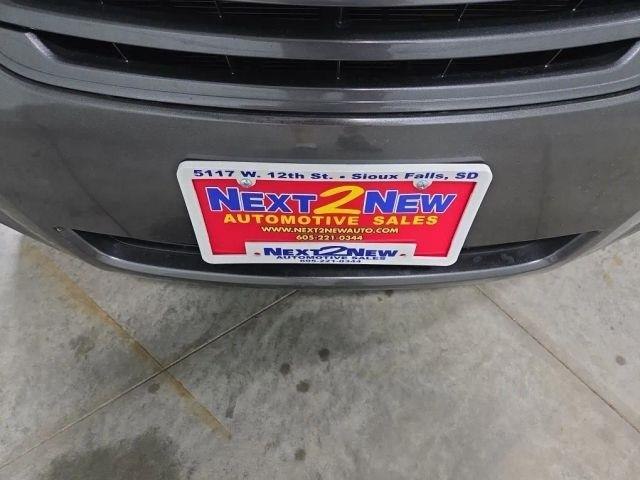 5117 W. 12th St. • Sioux Falls, SD
NEXT2NEW
AUTOMOTIVE SALES
WWW.NEXT2NEWAUTO.COM
605-221-0344
NEXT2NEW
AUTOMOTIVE SALES
605-221-0344